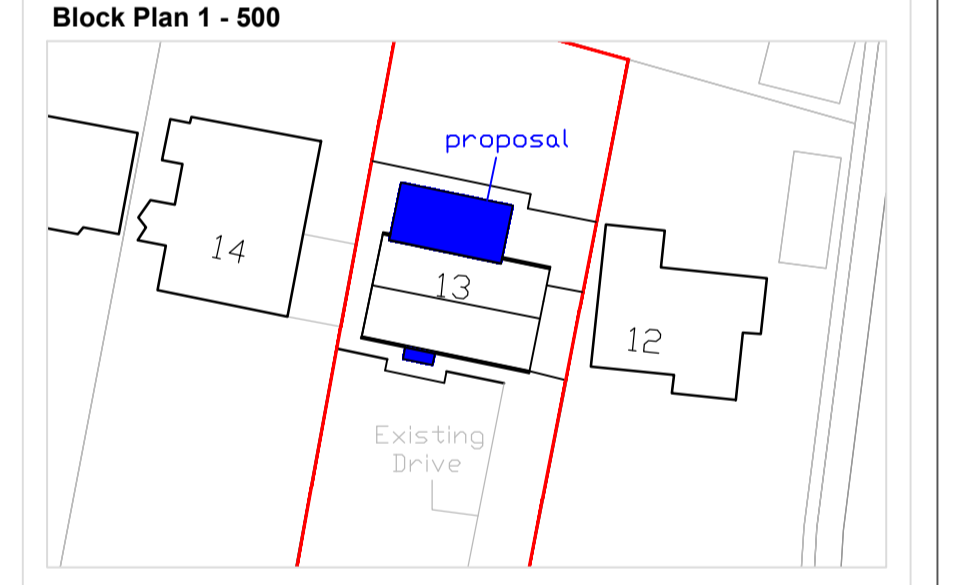 Block Plan 1 - 500
proposal
14
13
12
Existing
Drive